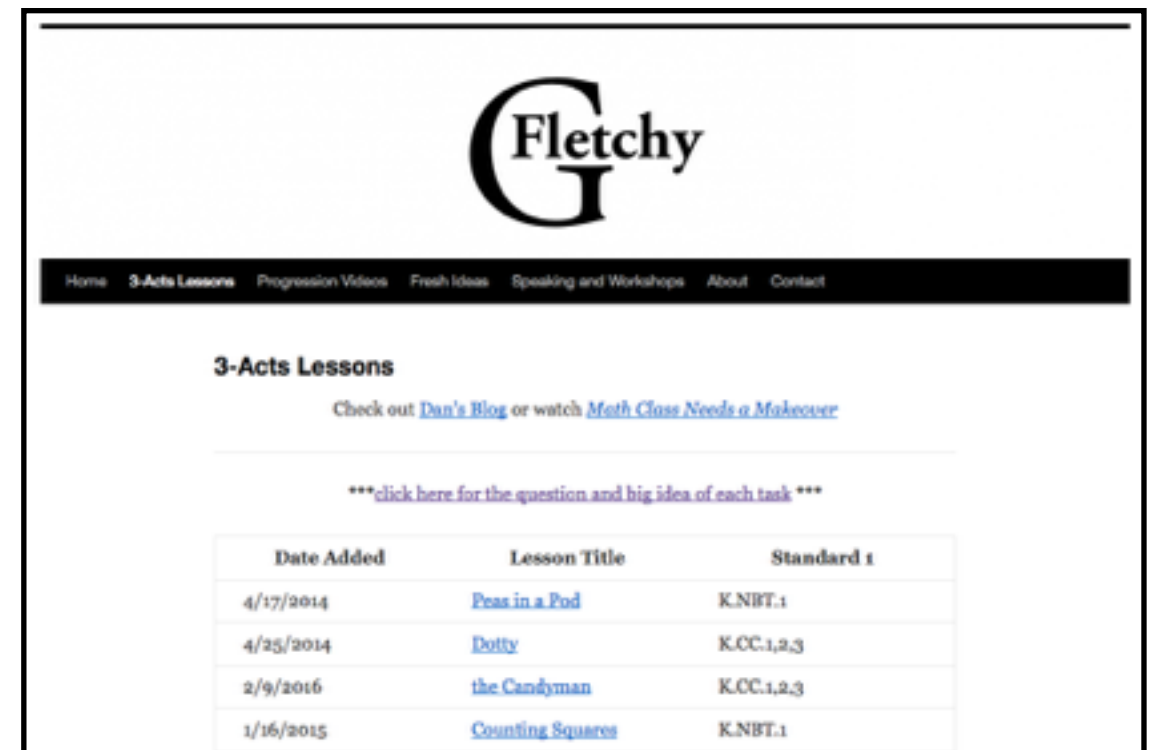 G Fletchy
Home 3-Acts Lessons Progression Videos Fresh Ideas Speaking and Workshops About Contact
3-Acts Lessons
Check out Dan's Blog or watch Math Class Needs a Makeover
***click here for the question and big idea of each task ***
Date Added Lesson Title Standard 1
4/17/2014 Peas in a Pod K.NBT.1
4/25/2014 Dotty K.CC.1,2,3
2/9/2016 the Candyman K.CC.1,2,3
1/16/2015 Counting Squares K.NBT.1